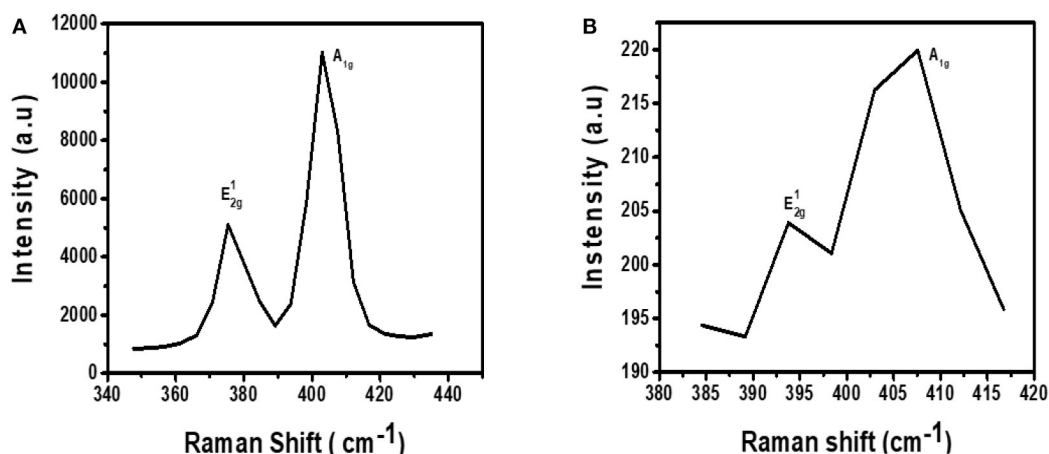 A
12000
10000
8000
6000
4000
2000
0
Intensity (a.u)
E¹₂g
A₁g
340 360 380 400 420 440
Raman Shift ( cm⁻¹)
B
220
215
210
205
200
195
190
Instensity (a.u)
E¹₂g
A₁g
380 385 390 395 400 405 410 415 420
Raman shift (cm⁻¹)